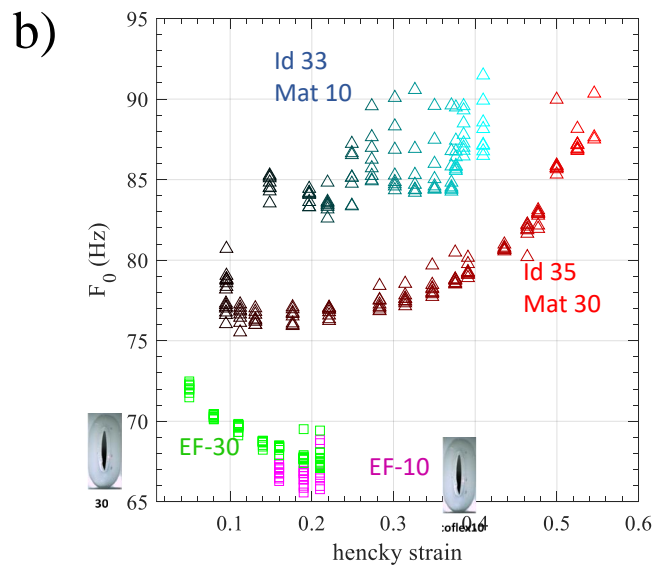 b)
95
90
85
80
75
70
65
F0 (Hz)
Id 33
Mat 10
Id 35
Mat 30
EF-30
EF-10
30
:oflex10
0.1
0.2
0.3
0.4
0.5
0.6
hencky strain